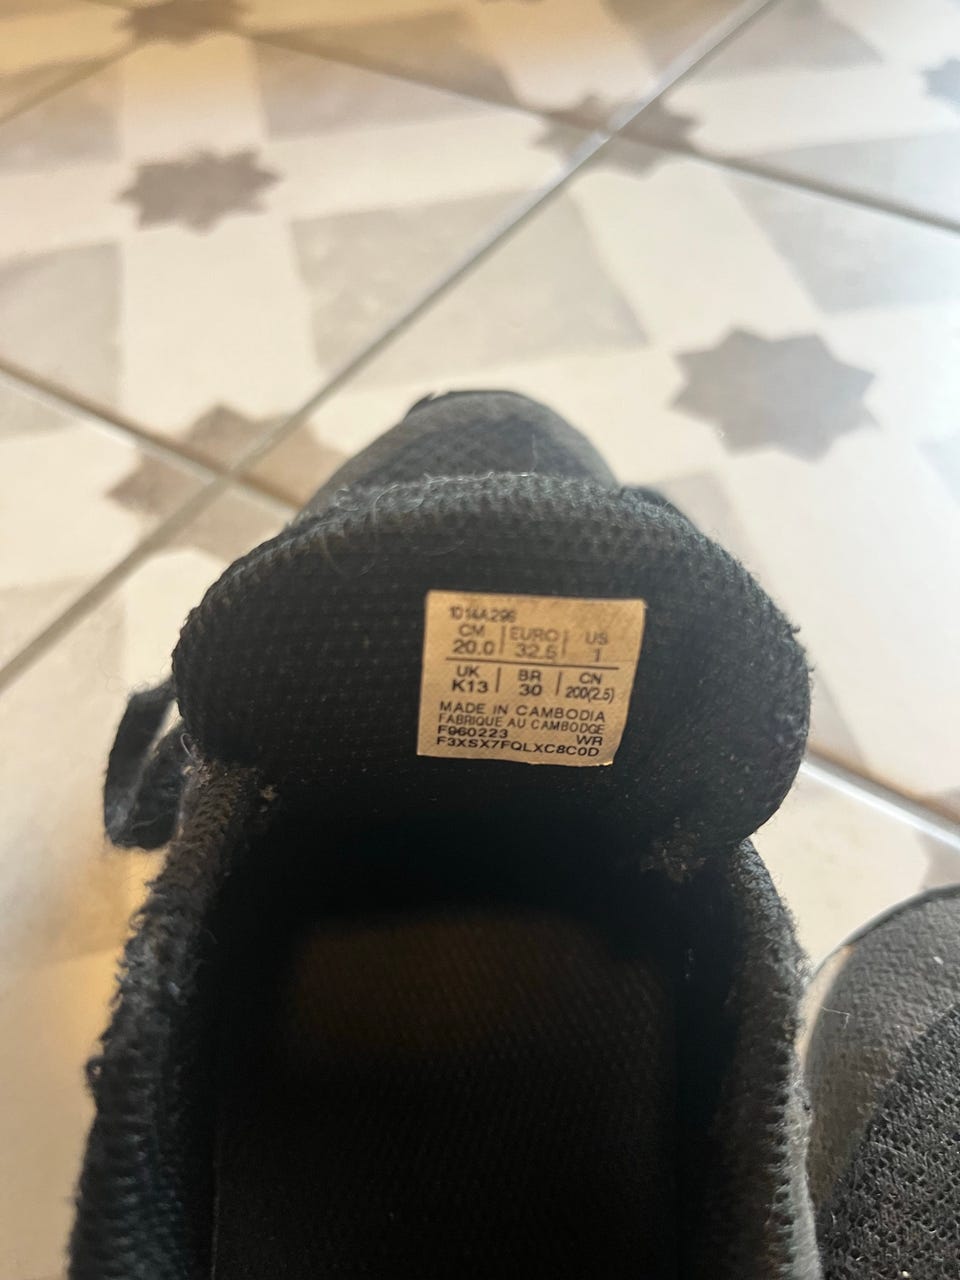 1014A296
CM EURO US
20.0 32.5 1
UK BR CN
K13 30 200(2.5)
MADE IN CAMBODIA
FABRIQUE AU CAMBODGE
F960223 WR
F3XSX7FQLXC8C0D